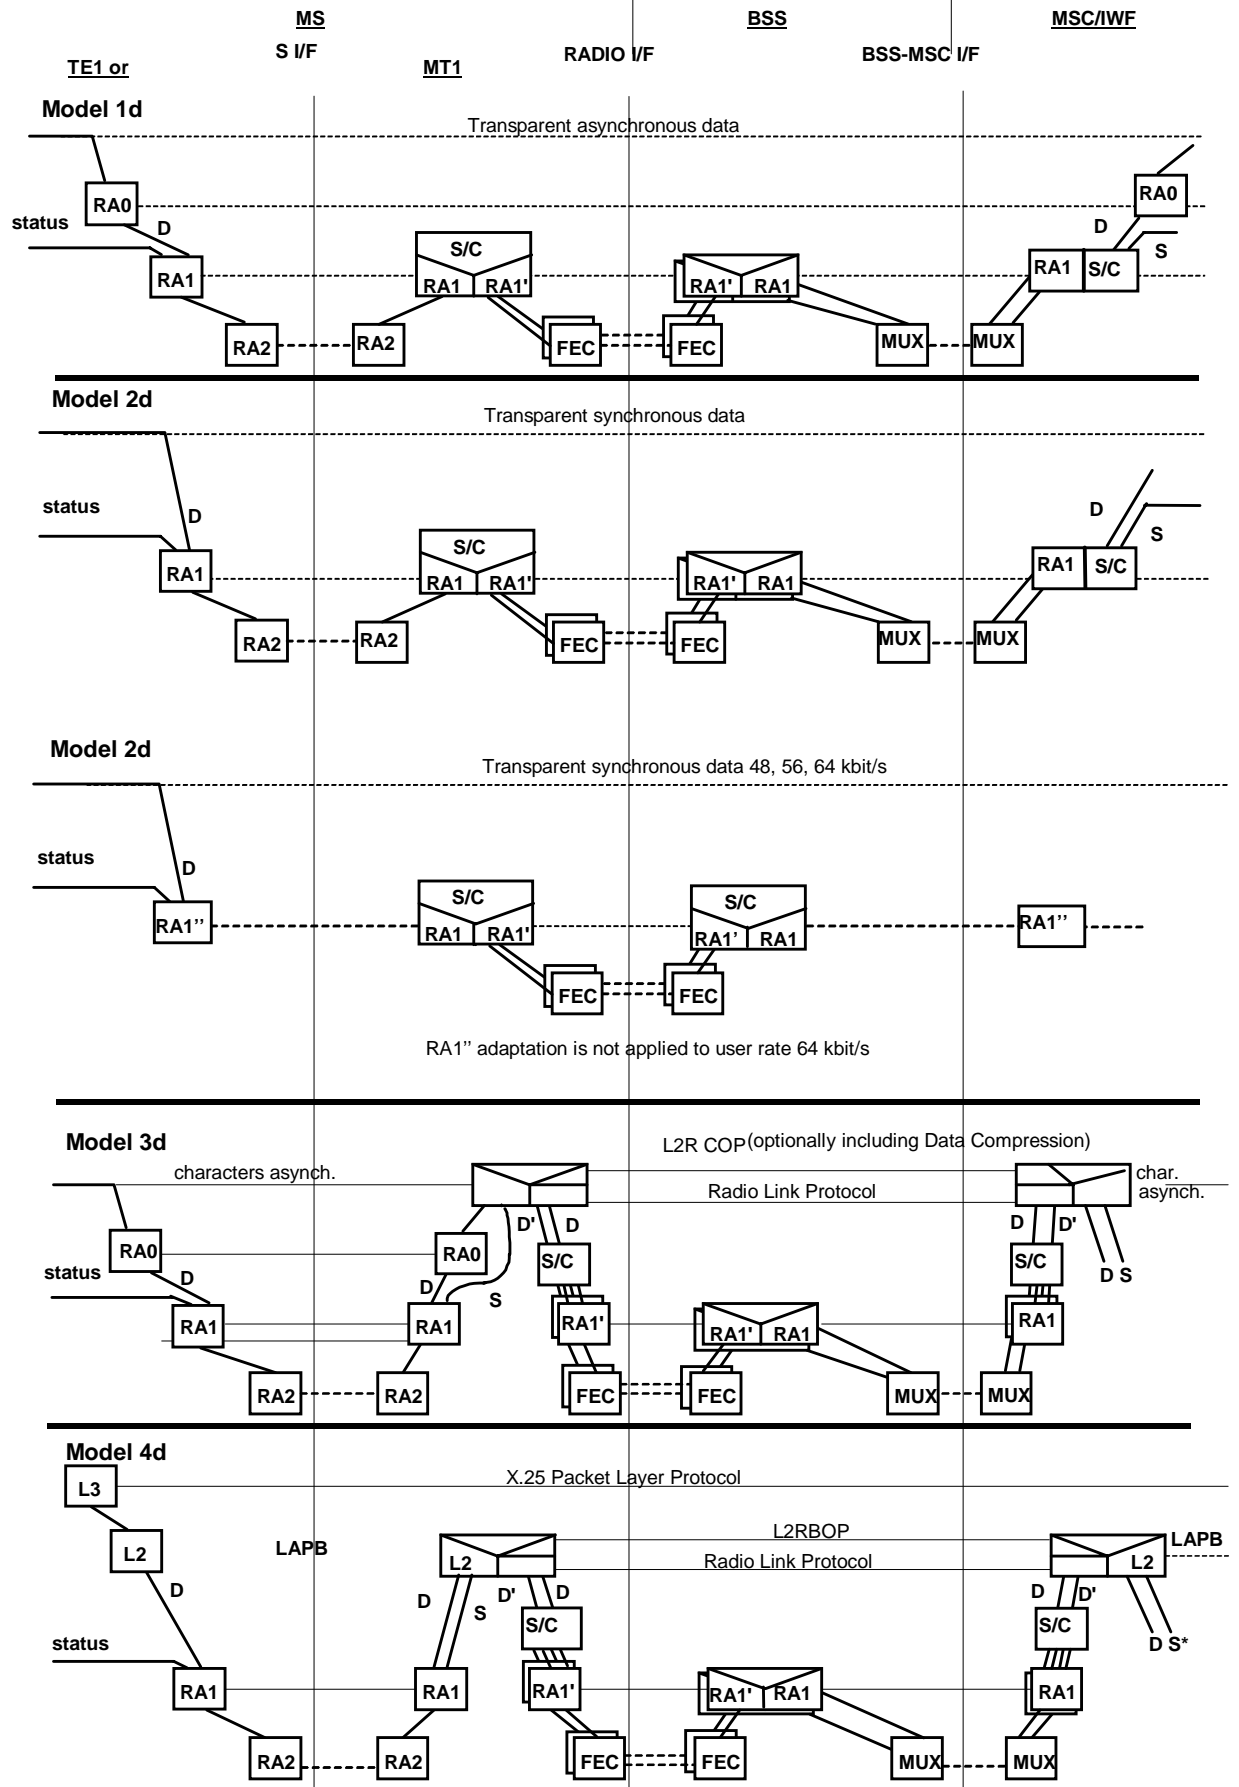 MS BSS MSC/IWF
S I/F RADIO I/F BSS-MSC I/F
TE1 or MT1
Model 1d
Transparent asynchronous data
RA0 RA0
status D D S
S/C
RA1 RA1 RA1' RA1' RA1 RA1 S/C
RA2 RA2 FEC FEC MUX MUX
Model 2d
Transparent synchronous data
status D D S
S/C
RA1 RA1 RA1' RA1' RA1 RA1 S/C
RA2 RA2 FEC FEC MUX MUX
Model 2d
Transparent synchronous data 48, 56, 64 kbit/s
status D
S/C S/C
RA1'' RA1 RA1' RA1' RA1 RA1''
FEC FEC
RA1'' adaptation is not applied to user rate 64 kbit/s
Model 3d
L2R COP (optionally including Data Compression)
characters asynch. char.
Radio Link Protocol asynch.
D' D D D'
RA0 RA0 S/C S/C
status D D S D S
RA1 RA1 RA1' RA1' RA1 RA1
RA2 RA2 FEC FEC MUX MUX
Model 4d
L3 X.25 Packet Layer Protocol
L2RBOP
L2 LAPB L2 Radio Link Protocol L2 LAPB
D D S D' D D D'
S/C S/C
status D S*
RA1 RA1 RA1' RA1' RA1 RA1
RA2 RA2 FEC FEC MUX MUX